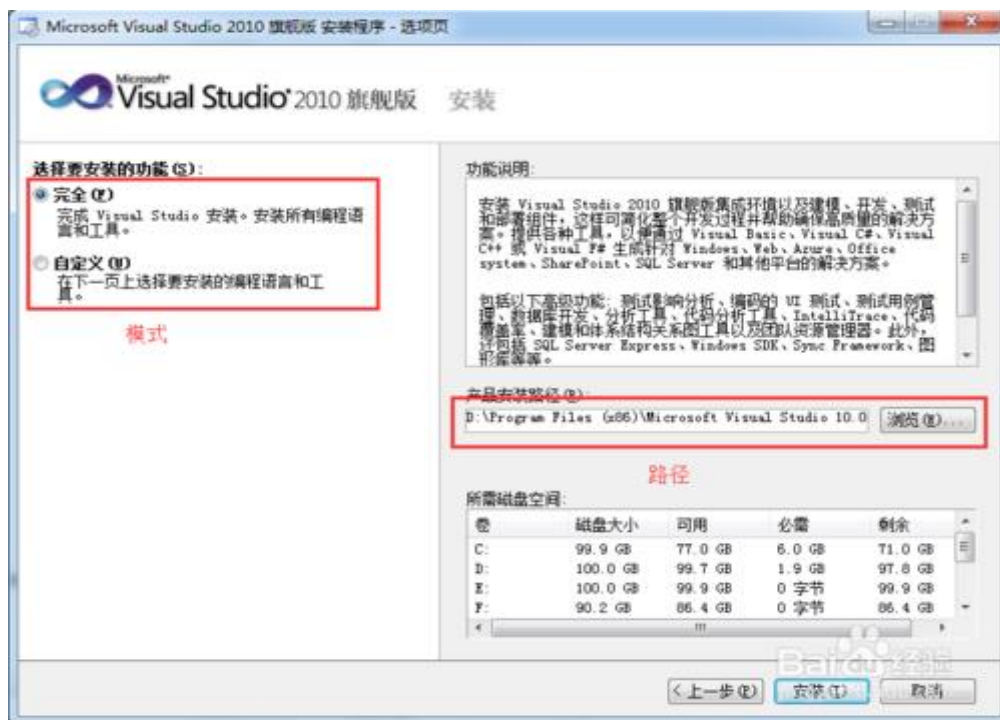 Microsoft Visual Studio 2010 旗舰版 安装程序 - 选项页
Microsoft
Visual Studio 2010 旗舰版 安装
选择要安装的功能(S):
完全(F)
完成 Visual Studio 安装。安装所有编程语
言和工具。
自定义(U)
在下一页上选择要安装的编程语言和工
具。
模式
功能说明:
安装 Visual Studio 2010 旗舰版集成环境以及建模、开发、测试
和部署组件，这样可简化整个开发过程并帮助确保高质量的解决方
案。提供各种工具，以便通过 Visual Basic、Visual C#、Visual
C++ 或 Visual F# 生成针对 Windows、Web、Azure、Office
system、SharePoint、SQL Server 和其他平台的解决方案。
包括以下高级功能: 测试影响分析、编码的 UI 测试、测试用例管
理、数据库开发、分析工具、代码分析工具、IntelliTrace、代码
覆盖率、建模和体系结构关系图工具以及团队资源管理器。此外，
还包括 SQL Server Express、Windows SDK、Sync Framework、图
形库等等。
产品安装路径(P):
D:\Program Files (x86)\Microsoft Visual Studio 10.0
浏览(R)...
路径
所需磁盘空间:
卷 磁盘大小 可用 必需 剩余
C: 99.9 GB 77.0 GB 6.0 GB 71.0 GB
D: 100.0 GB 99.7 GB 1.9 GB 97.8 GB
E: 100.0 GB 99.9 GB 0 字节 99.9 GB
F: 90.2 GB 86.4 GB 0 字节 86.4 GB
Baidu 经验
<上一步(P) 安装(I) 取消